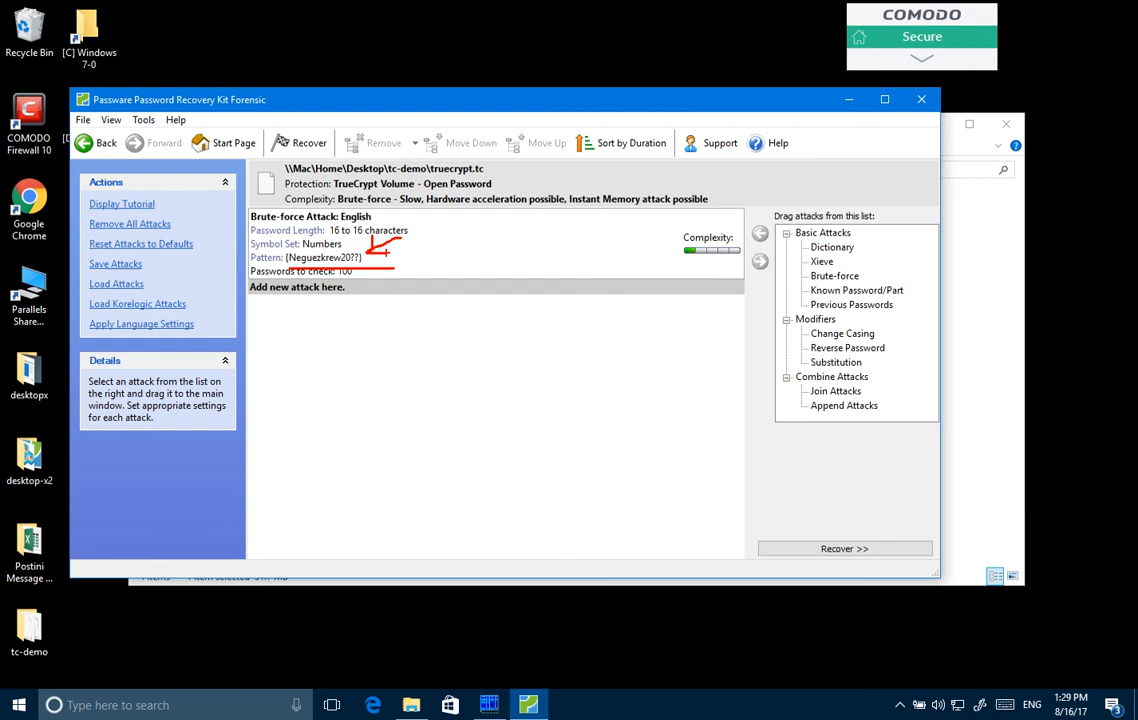 Recycle Bin
[C] Windows
7-0
COMODO
Secure
Passware Password Recovery Kit Forensic
File View Tools Help
COMODO
Firewall 10
Back Forward Start Page Recover Remove Move Down Move Up Sort by Duration Support Help
Actions
Display Tutorial
Remove All Attacks
Reset Attacks to Defaults
Save Attacks
Load Attacks
Load Korelogic Attacks
Apply Language Settings
Details
Select an attack from the list on
the right and drag it to the main
window. Set appropriate settings
for each attack.
\\Mac\Home\Desktop\tc-demo\truecrypt.tc
Protection: TrueCrypt Volume - Open Password
Complexity: Brute-force - Slow, Hardware acceleration possible, Instant Memory attack possible
Brute-force Attack: English
Password Length: 16 to 16 characters
Symbol Set: Numbers
Pattern: {Neguezkrew20??}
Passwords to check: 100
Complexity:
Add new attack here.
Drag attacks from this list:
Basic Attacks
Dictionary
Xieve
Brute-force
Known Password/Part
Previous Passwords
Modifiers
Change Casing
Reverse Password
Substitution
Combine Attacks
Join Attacks
Append Attacks
Recover >>
Google
Chrome
Parallels
Share...
desktopx
desktop-x2
Postini
Message ...
tc-demo
Type here to search
ENG
1:29 PM
8/16/17
3